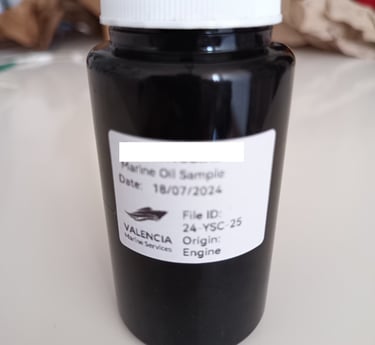 Marine Oil Sample
Date: 18/07/2024
File ID:
24-YSC-25
VALENCIA
Marine Services
Origin:
Engine